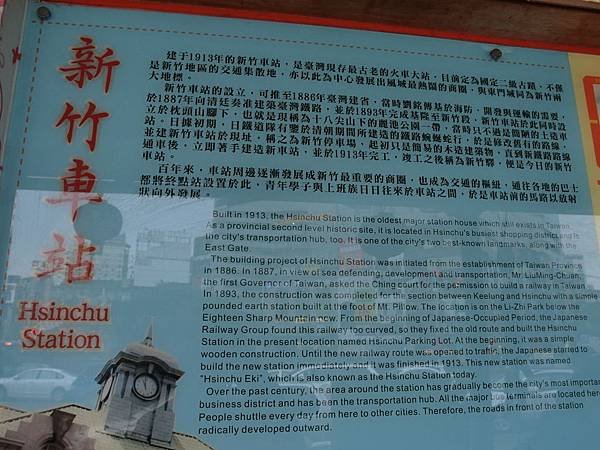 新竹車站
Hsinchu
Station
建于1913年的新竹車站，是臺灣現存最古老的火車大站，目前定為國定二級古蹟，不僅
是新竹地區的交通集散地，亦以此為中心發展出風城最熱鬧的商圈，與東門城同為新竹兩
大地標。
新竹車站的設立，可推至1886年臺灣建省，當時劉銘傳基於海防、開發與運輸的需要，
於1887年向清廷奏准建築臺灣鐵路，並於1893年完成基隆至新竹段，新竹車站於此同時設
立於枕頭山腳下，也就是現稱為十八尖山下的麗池公園一帶，當時只不過是簡陋的土造車
站。日據初期，日鐵道隊有鑒於清朝期間所建造的鐵路蜿蜒蛇行，於是修改舊有的路線，
並建新竹車站於現址，稱之為新竹停車場，起初只是簡易的木造建築物，直到新鐵路路線
通車後，立即著手建造新車站，並於1913年完工，竣工之後稱為新竹驛，便是今日的新竹
車站。
百年來，車站周邊逐漸發展成新竹最重要的商圈，也成為交通的樞紐，通往各地的巴士
都將終點站設置於此，青年學子與上班族日日往來於車站之間，於是車站前的馬路以放射
狀向外發展。
Built in 1913, the Hsinchu Station is the oldest major station house which still exists in Taiwan.
As a provincial second level historic site, it is located in Hsinchu's busiest shopping district and is
the city's transportation hub, too. It is one of the city's two best-known landmarks, along with the
East Gate.
The building project of Hsinchu Station was initiated from the establishment of Taiwan Province
in 1886. In 1887, in view of sea defending, development and transportation, Mr. LiuMing-Chuan,
the first Governor of Taiwan, asked the Ching court for the permission to build a railway in Taiwan
In 1893, the construction was completed for the section between Keelung and Hsinchu with a simple
pounded earth station built at the foot of Mt. Pillow. The location is on the Li-Zhi Park below the
Eighteen Sharp Mountain now. From the beginning of Japanese-Occupied Period, the Japanese
Railway Group found this railway too curved, so they fixed the old route and built the Hsinchu
Station in the present location named Hsinchu Parking Lot. At the beginning, it was a simple
wooden construction. Until the new railway route was opened to traffic, the Japanese started to
build the new station immediately and it was finished in 1913. This new station was named
"Hsinchu Eki", which is also known as the Hsinchu Station today.
Over the past century, the area around the station has gradually become the city's most important
business district and has been the transportation hub. All the major bus terminals are located here
People shuttle every day from here to other cities. Therefore, the roads in front of the station
radically developed outward.